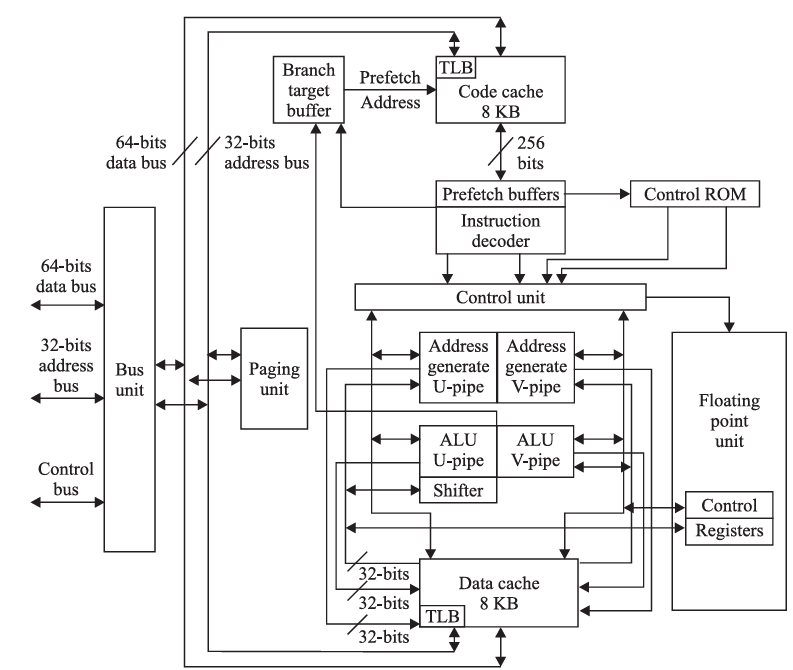 Branch
target
buffer
Prefetch
Address
TLB
Code cache
8 KB
64-bits
data bus
32-bits
address bus
256
bits
Prefetch buffers
Instruction
decoder
Control ROM
Control unit
64-bits
data bus
32-bits
address
bus
Control
bus
Bus
unit
Paging
unit
Address
generate
U-pipe
Address
generate
V-pipe
ALU
U-pipe
ALU
V-pipe
Shifter
Floating
point
unit
Control
Registers
32-bits
32-bits
32-bits
Data cache
8 KB
TLB